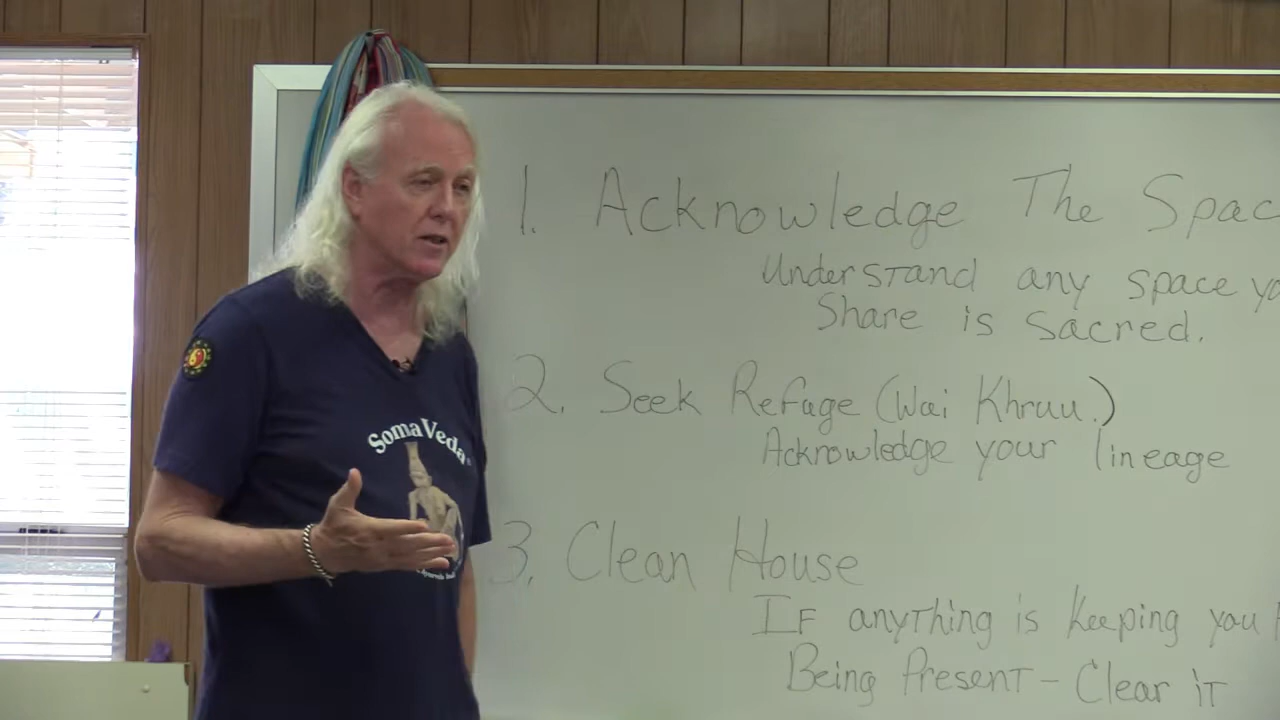 1. Acknowledge The Spac
Understand any space yo
Share is Sacred.
2. Seek Refuge (Wai Khruu.)
Acknowledge your lineage
3. Clean House
IF anything is keeping you
Being Present - Clear it
SomaVeda